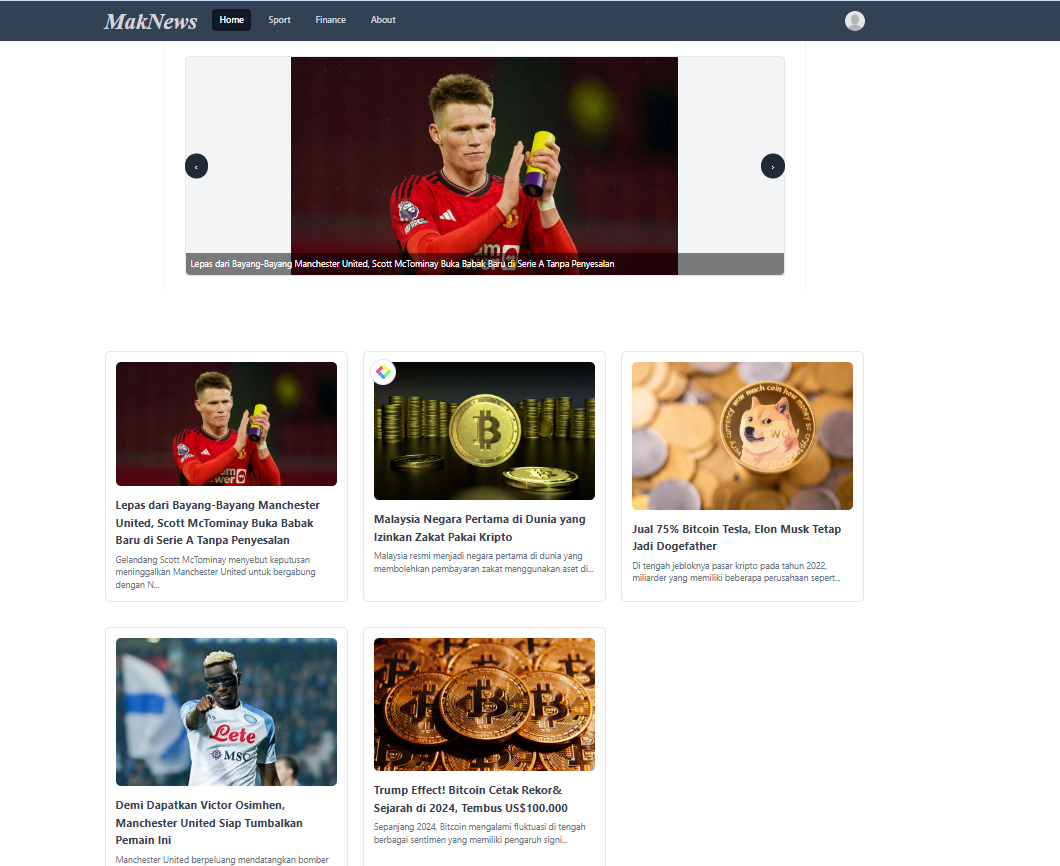 MakNews
Home
Sport
Finance
About
Lepas dari Bayang-Bayang Manchester United, Scott McTominay Buka Babak Baru di Serie A Tanpa Penyesalan
Lepas dari Bayang-Bayang Manchester
United, Scott McTominay Buka Babak
Baru di Serie A Tanpa Penyesalan
Gelandang Scott McTominay menyebut keputusan
meninggalkan Manchester United untuk bergabung
dengan N...
Malaysia Negara Pertama di Dunia yang
Izinkan Zakat Pakai Kripto
Malaysia resmi menjadi negara pertama di dunia yang
membolehkan pembayaran zakat menggunakan aset di...
Jual 75% Bitcoin Tesla, Elon Musk Tetap
Jadi Dogefather
Di tengah jebloknya pasar kripto pada tahun 2022,
miliarder yang memiliki beberapa perusahaan sepert...
Lete
MSC
Demi Dapatkan Victor Osimhen,
Manchester United Siap Tumbalkan
Pemain Ini
Manchester United berpeluang mendatangkan bomber
Trump Effect! Bitcoin Cetak Rekor&
Sejarah di 2024, Tembus US$100.000
Sepanjang 2024, Bitcoin mengalami fluktuasi di tengah
berbagai sentimen yang memiliki pengaruh signi...